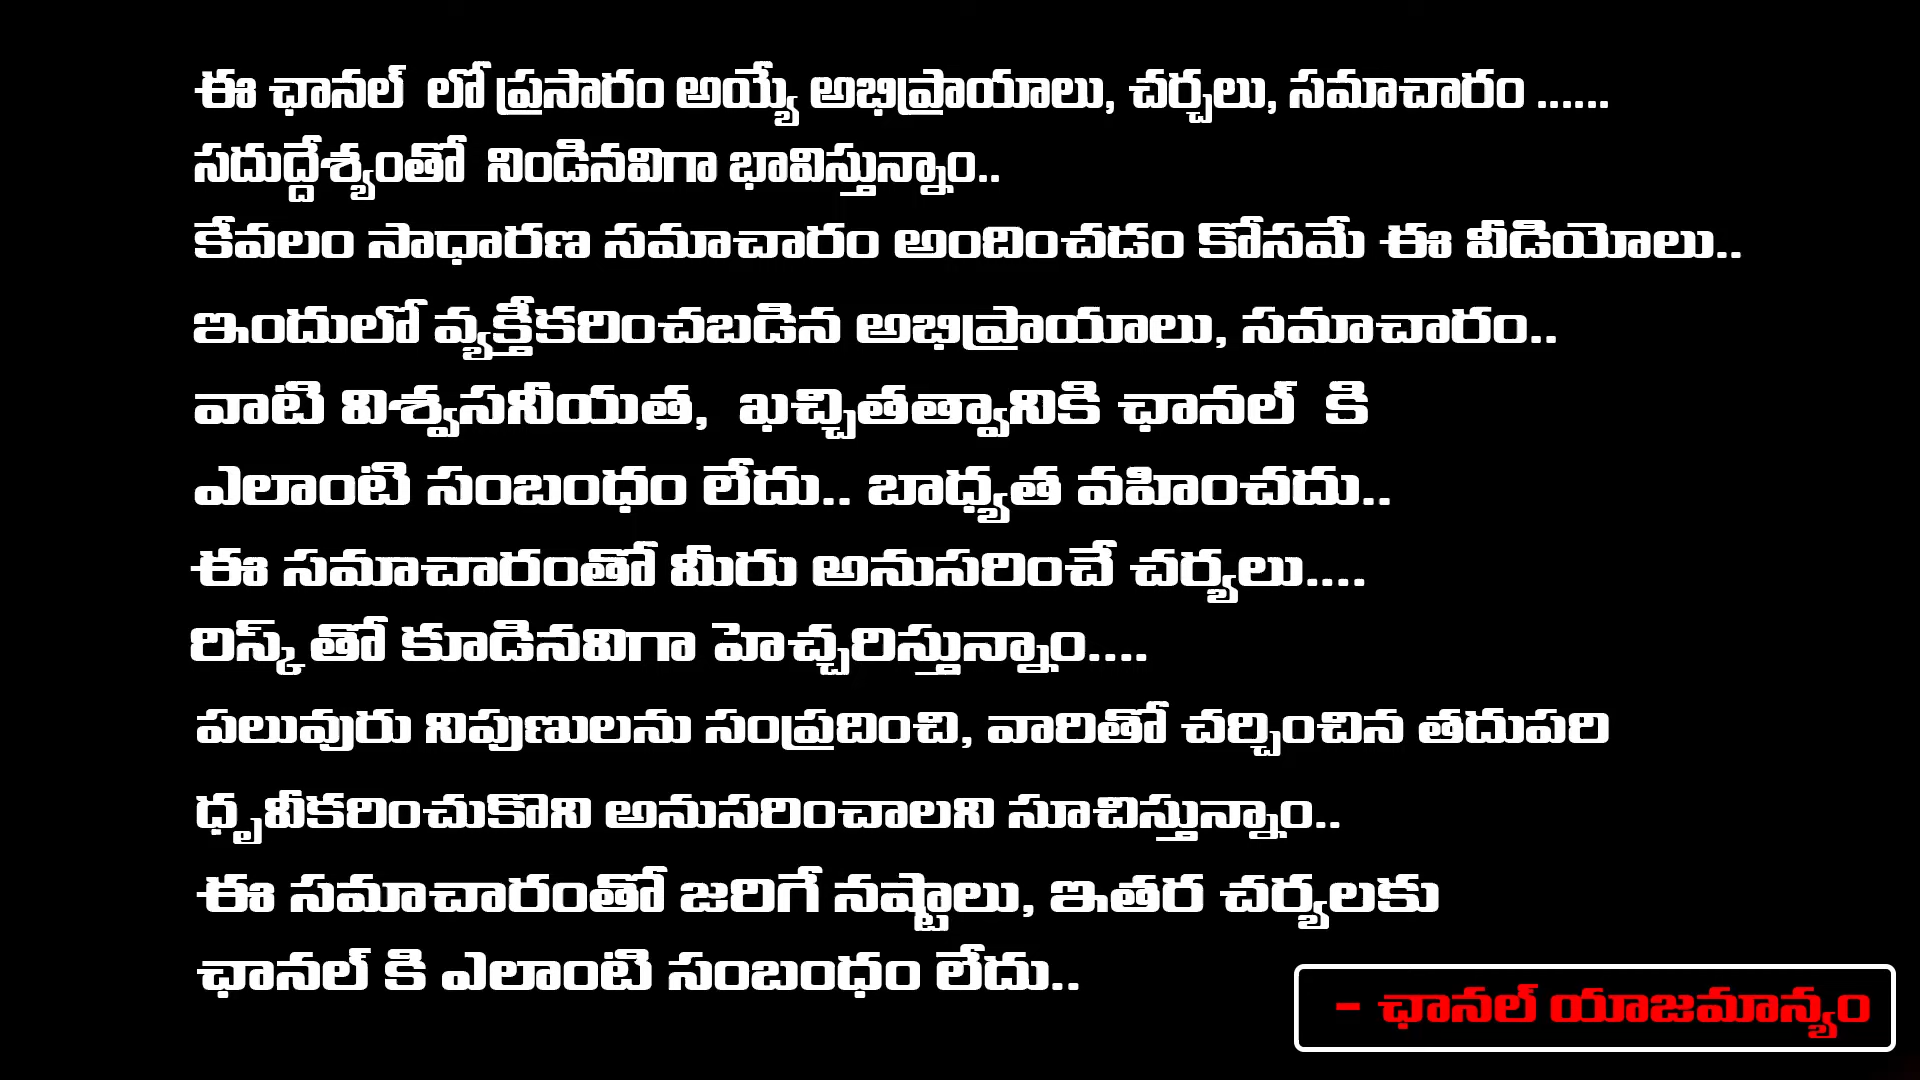 ఈ ఛానల్ లో ప్రసారం అయ్యే అభిప్రాయాలు, చర్చలు, సమాచారం ......
సదుద్దేశ్యంతో నిండినవిగా భావిస్తున్నాం..
కేవలం సాధారణ సమాచారం అందించడం కోసమే ఈ వీడియోలు..
ఇందులో వ్యక్తీకరించబడిన అభిప్రాయాలు, సమాచారం..
వాటి విశ్వసనీయత, ఖచ్చితత్వానికి ఛానల్ కి
ఎలాంటి సంబంధం లేదు.. బాధ్యత వహించదు..
ఈ సమాచారంతో మీరు అనుసరించే చర్యలు....
రిస్క్ తో కూడినవిగా హెచ్చరిస్తున్నాం....
పలువురు నిపుణులను సంప్రదించి, వారితో చర్చించిన తదుపరి
ధృవీకరించుకొని అనుసరించాలని సూచిస్తున్నాం..
ఈ సమాచారంతో జరిగే నష్టాలు, ఇతర చర్యలకు
ఛానల్ కి ఎలాంటి సంబంధం లేదు..
- ఛానల్ యాజమాన్యం